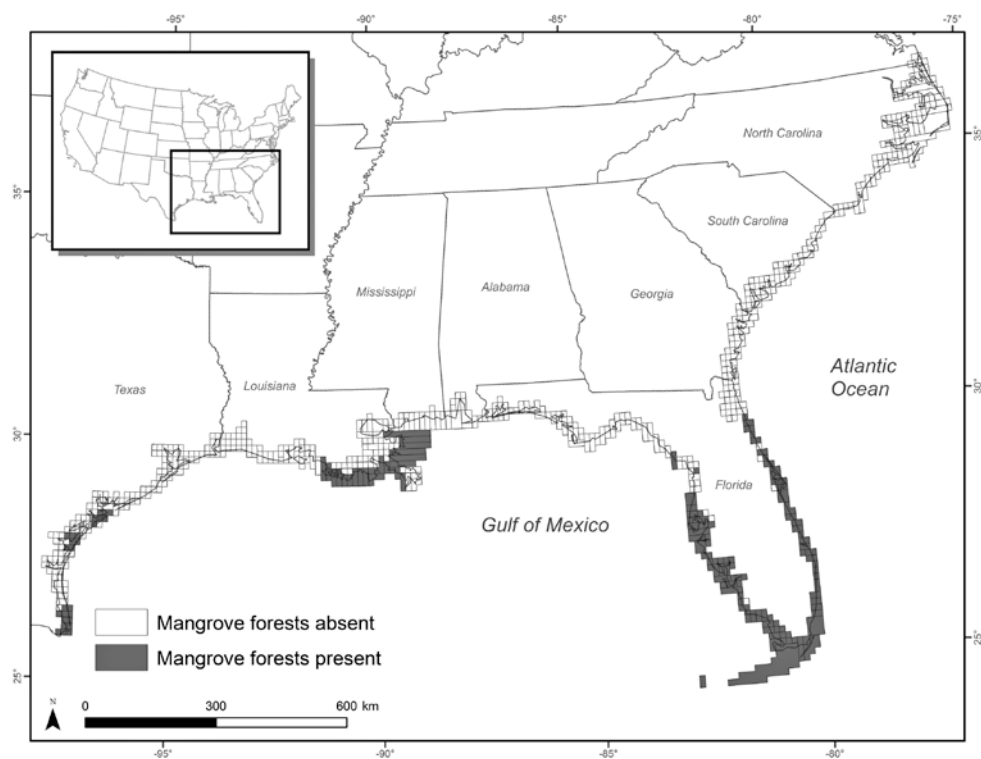 -95°
-90°
-85°
-80°
-75°
North Carolina
35°
35°
South Carolina
Mississippi
Alabama
Georgia
Atlantic
Ocean
Texas
Louisiana
30°
30°
Florida
Gulf of Mexico
Mangrove forests absent
Mangrove forests present
25°
25°
N
0
300
600 km
-95°
-90°
-85°
-80°